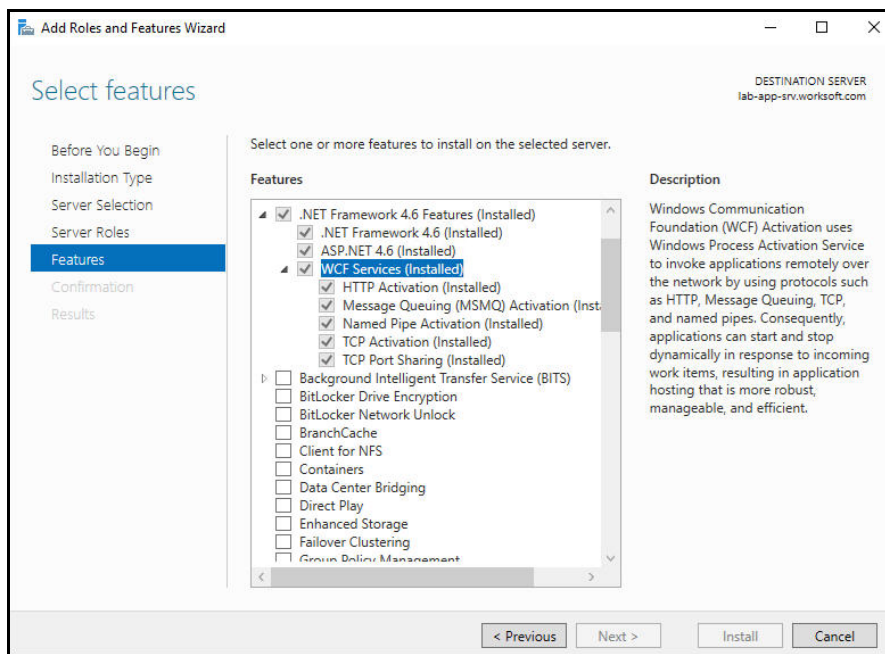 Add Roles and Features Wizard
Select features
DESTINATION SERVER
lab-app-srv.worksoft.com
Before You Begin
Installation Type
Server Selection
Server Roles
Features
Confirmation
Results
Select one or more features to install on the selected server.
Features
.NET Framework 4.6 Features (Installed)
.NET Framework 4.6 (Installed)
ASP.NET 4.6 (Installed)
WCF Services (Installed)
HTTP Activation (Installed)
Message Queuing (MSMQ) Activation (Insta
Named Pipe Activation (Installed)
TCP Activation (Installed)
TCP Port Sharing (Installed)
Background Intelligent Transfer Service (BITS)
BitLocker Drive Encryption
BitLocker Network Unlock
BranchCache
Client for NFS
Containers
Data Center Bridging
Direct Play
Enhanced Storage
Failover Clustering
Group Policy Management
Description
Windows Communication
Foundation (WCF) Activation uses
Windows Process Activation Service
to invoke applications remotely over
the network by using protocols such
as HTTP, Message Queuing, TCP,
and named pipes. Consequently,
applications can start and stop
dynamically in response to incoming
work items, resulting in application
hosting that is more robust,
manageable, and efficient.
< Previous
Next >
Install
Cancel